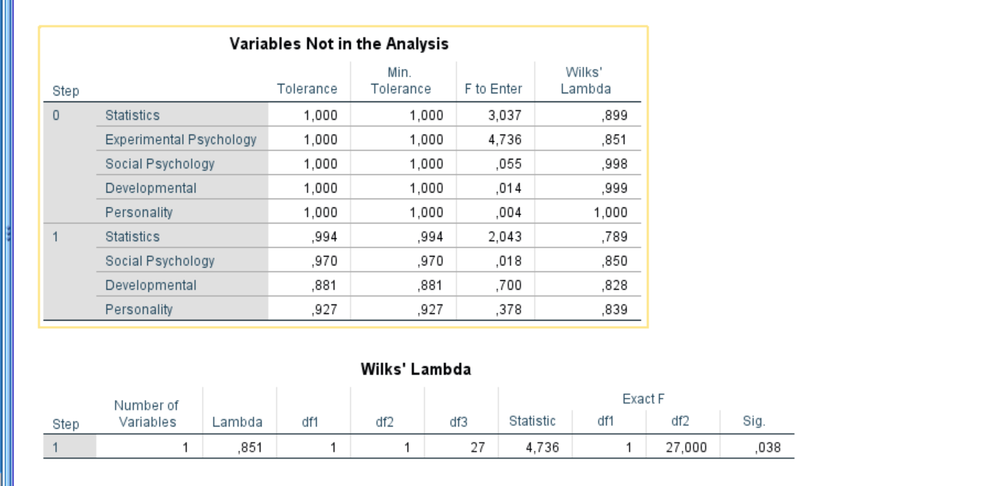 Variables Not in the Analysis
Step Tolerance Min. Tolerance F to Enter Wilks' Lambda
0 Statistics 1,000 1,000 3,037 ,899
Experimental Psychology 1,000 1,000 4,736 ,851
Social Psychology 1,000 1,000 ,055 ,998
Developmental 1,000 1,000 ,014 ,999
Personality 1,000 1,000 ,004 1,000
1 Statistics ,994 ,994 2,043 ,789
Social Psychology ,970 ,970 ,018 ,850
Developmental ,881 ,881 ,700 ,828
Personality ,927 ,927 ,378 ,839
Wilks' Lambda
Exact F
Step Number of Variables Lambda df1 df2 df3 Statistic df1 df2 Sig.
1 1 ,851 1 1 27 4,736 1 27,000 ,038